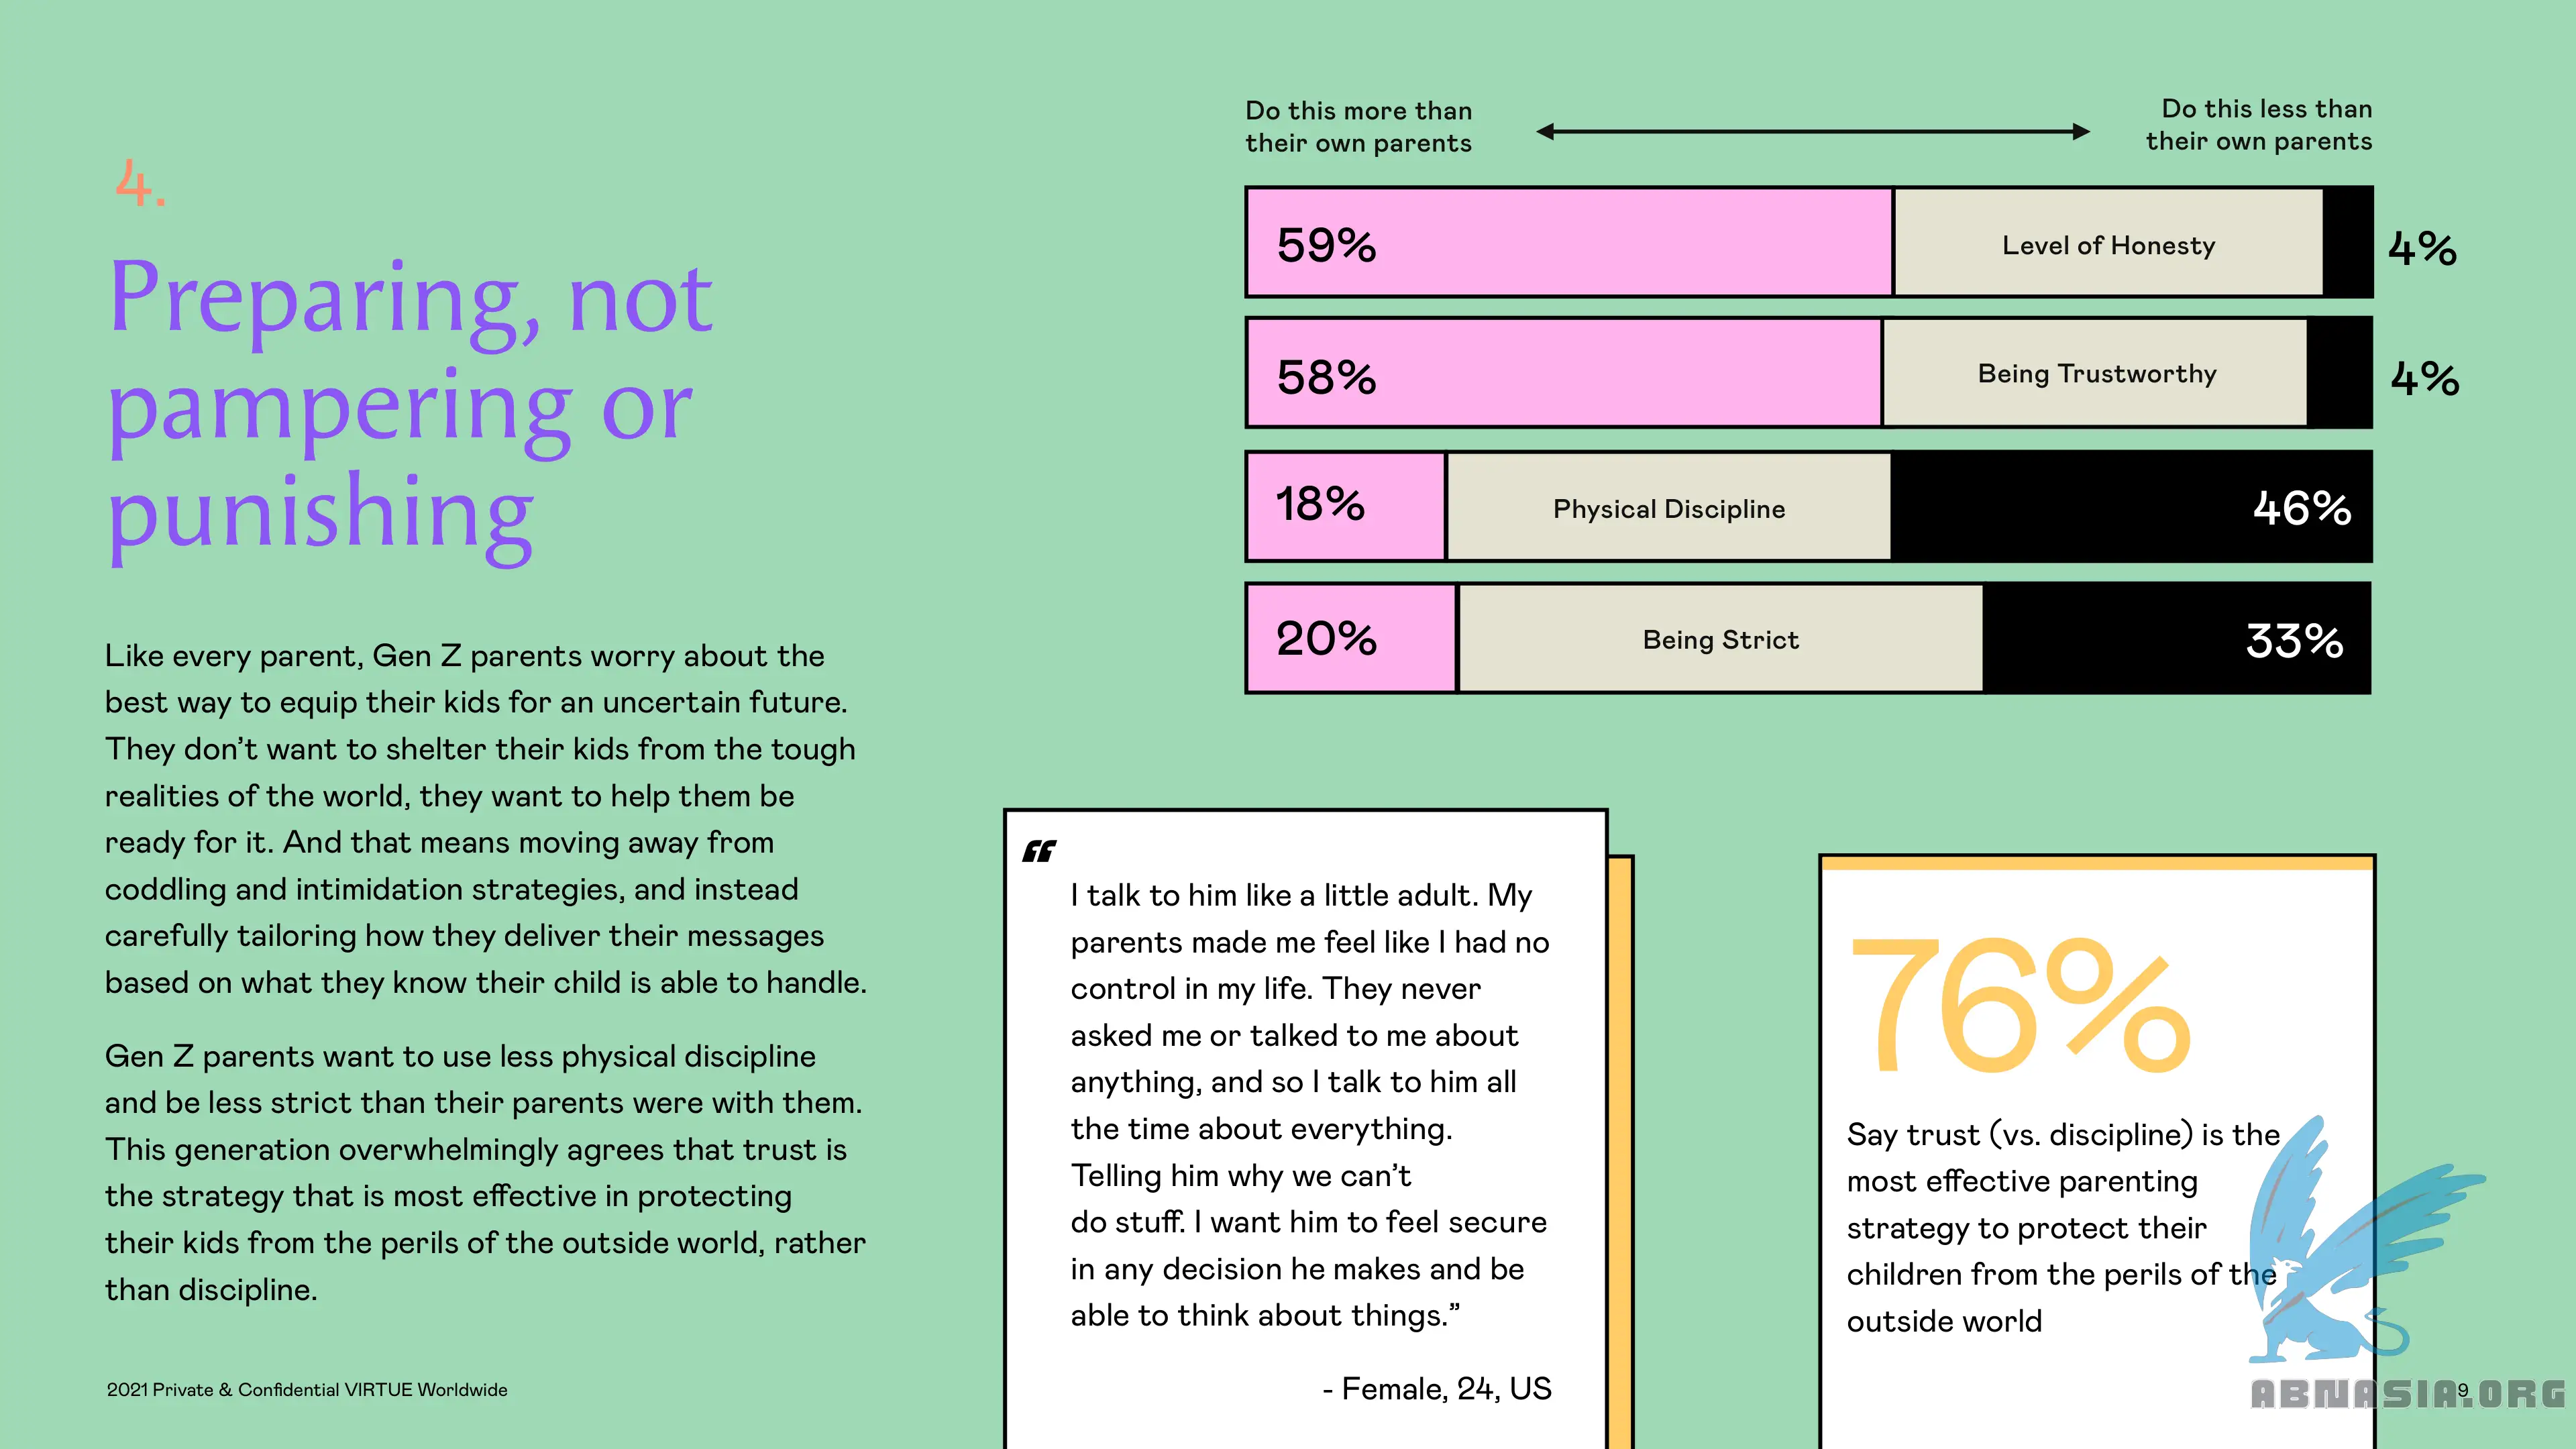 4.
Preparing, not
pampering or
punishing
Like every parent, Gen Z parents worry about the
best way to equip their kids for an uncertain future.
They don’t want to shelter their kids from the tough
realities of the world, they want to help them be
ready for it. And that means moving away from
coddling and intimidation strategies, and instead
carefully tailoring how they deliver their messages
based on what they know their child is able to handle.
Gen Z parents want to use less physical discipline
and be less strict than their parents were with them.
This generation overwhelmingly agrees that trust is
the strategy that is most effective in protecting
their kids from the perils of the outside world, rather
than discipline.
2021 Private & Confidential VIRTUE Worldwide
Do this more than
their own parents
Do this less than
their own parents
59% Level of Honesty 4%
58% Being Trustworthy 4%
18% Physical Discipline 46%
20% Being Strict 33%
“
I talk to him like a little adult. My
parents made me feel like I had no
control in my life. They never
asked me or talked to me about
anything, and so I talk to him all
the time about everything.
Telling him why we can’t
do stuff. I want him to feel secure
in any decision he makes and be
able to think about things.”
- Female, 24, US
76%
Say trust (vs. discipline) is the
most effective parenting
strategy to protect their
children from the perils of the
outside world
9
ABNASIA.ORG